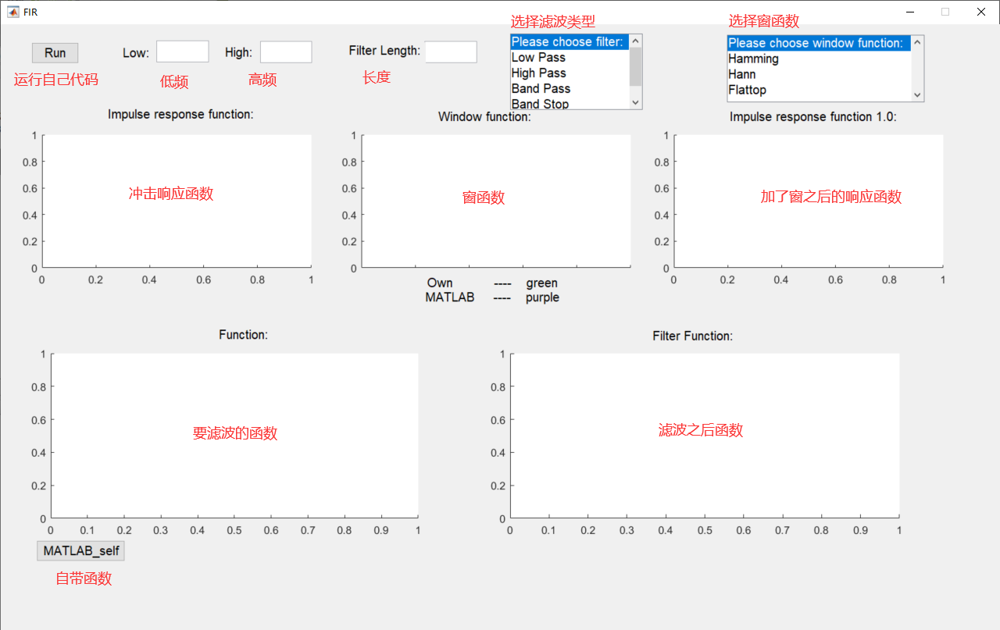 FIR
选择滤波类型
选择窗函数
Run
Low:
High:
Filter Length:
Please choose filter:
Low Pass
High Pass
Band Pass
Band Stop
Please choose window function:
Hamming
Hann
Flattop
运行自己代码
低频
高频
长度
Impulse response function:
Window function:
Impulse response function 1.0:
1
0.8
0.6
0.4
0.2
0
0 0.2 0.4 0.6 0.8 1
冲击响应函数
1
0.8
0.6
0.4
0.2
0
窗函数
1
0.8
0.6
0.4
0.2
0
0 0.2 0.4 0.6 0.8 1
加了窗之后的响应函数
Own ---- green
MATLAB ---- purple
Function:
Filter Function:
1
0.8
0.6
0.4
0.2
0
0 0.1 0.2 0.3 0.4 0.5 0.6 0.7 0.8 0.9 1
要滤波的函数
1
0.8
0.6
0.4
0.2
0
0 0.1 0.2 0.3 0.4 0.5 0.6 0.7 0.8 0.9 1
滤波之后函数
MATLAB_self
自带函数